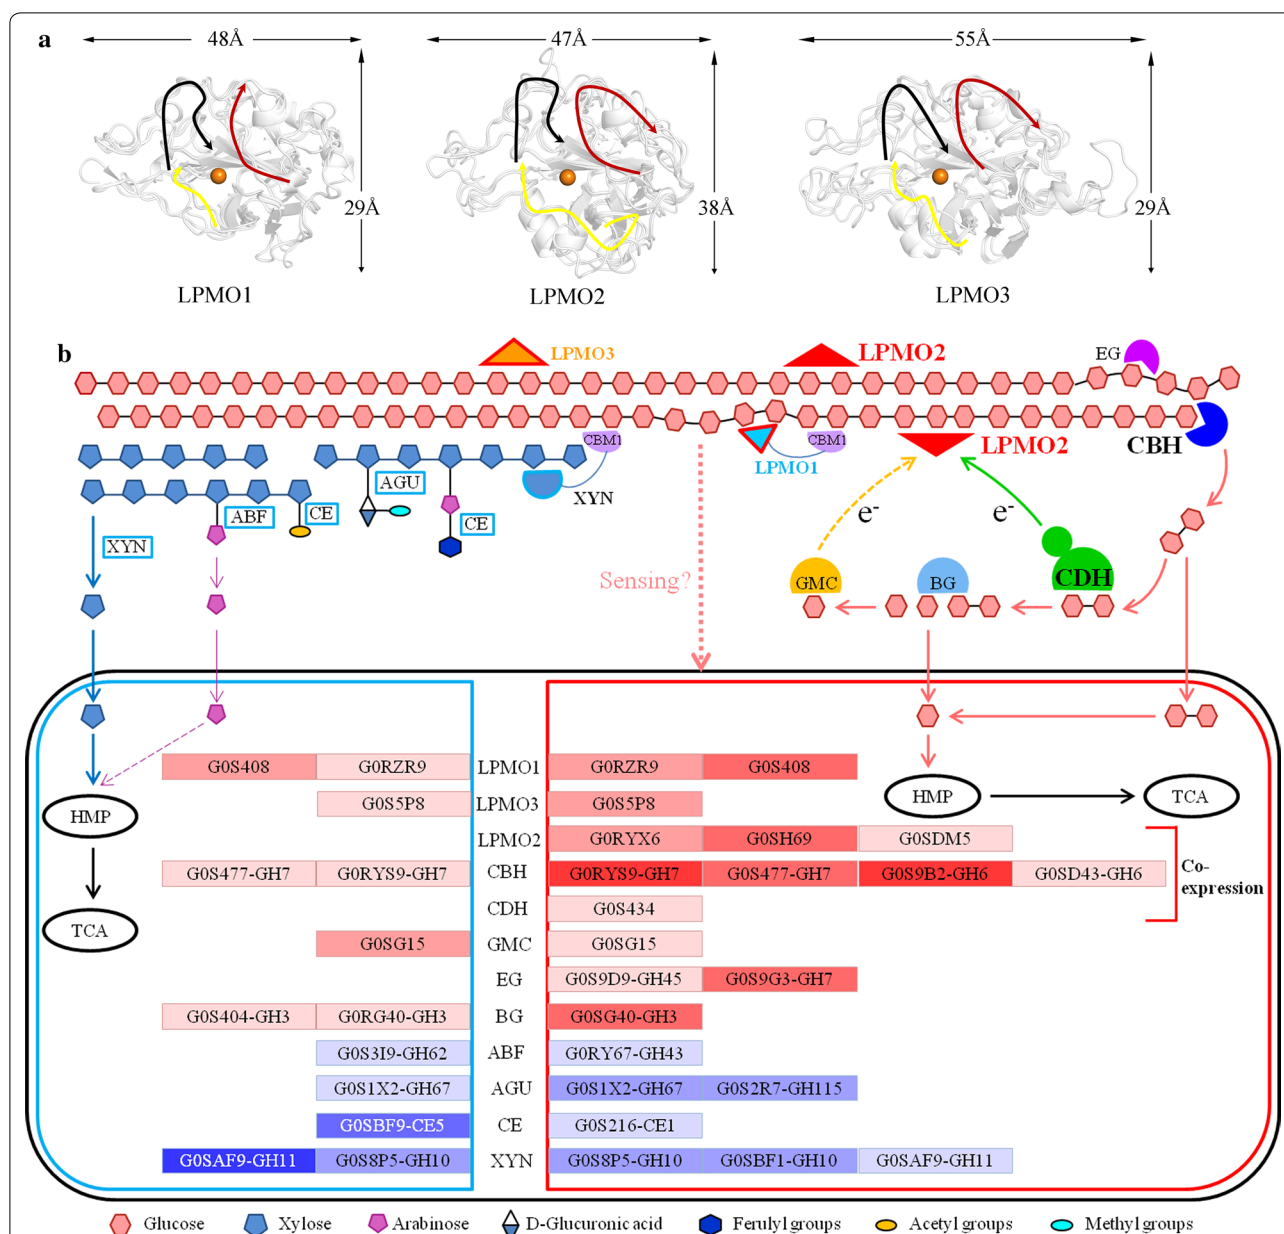 a
48Å 47Å 55Å
29Å 38Å 29Å
LPMO1 LPMO2 LPMO3
b
LPMO3 LPMO2 EG
CBM1 CBM1 CBH
LPMO1 LPMO2
AGU XYN
ABF CE CE
e- e-
XYN
Sensing? GMC BG CDH
G0S408 G0RZR9 LPMO1 G0RZR9 G0S408
HMP HMP TCA
G0S5P8 LPMO3 G0S5P8
LPMO2 G0RYX6 G0SH69 G0SDM5
G0S477-GH7 G0RYS9-GH7 CBH G0RYS9-GH7 G0S477-GH7 G0S9B2-GH6 G0SD43-GH6
Co-
expression
CDH G0S434
TCA
G0SG15 GMC G0SG15
EG G0S9D9-GH45 G0S9G3-GH7
G0S404-GH3 G0RG40-GH3 BG G0SG40-GH3
G0S3I9-GH62 ABF G0RY67-GH43
G0S1X2-GH67 AGU G0S1X2-GH67 G0S2R7-GH115
G0SBF9-CE5 CE G0S216-CE1
G0SAF9-GH11 G0S8P5-GH10 XYN G0S8P5-GH10 G0SBF1-GH10 G0SAF9-GH11
Glucose Xylose Arabinose D-Glucuronic acid Ferulyl groups Acetyl groups Methyl groups